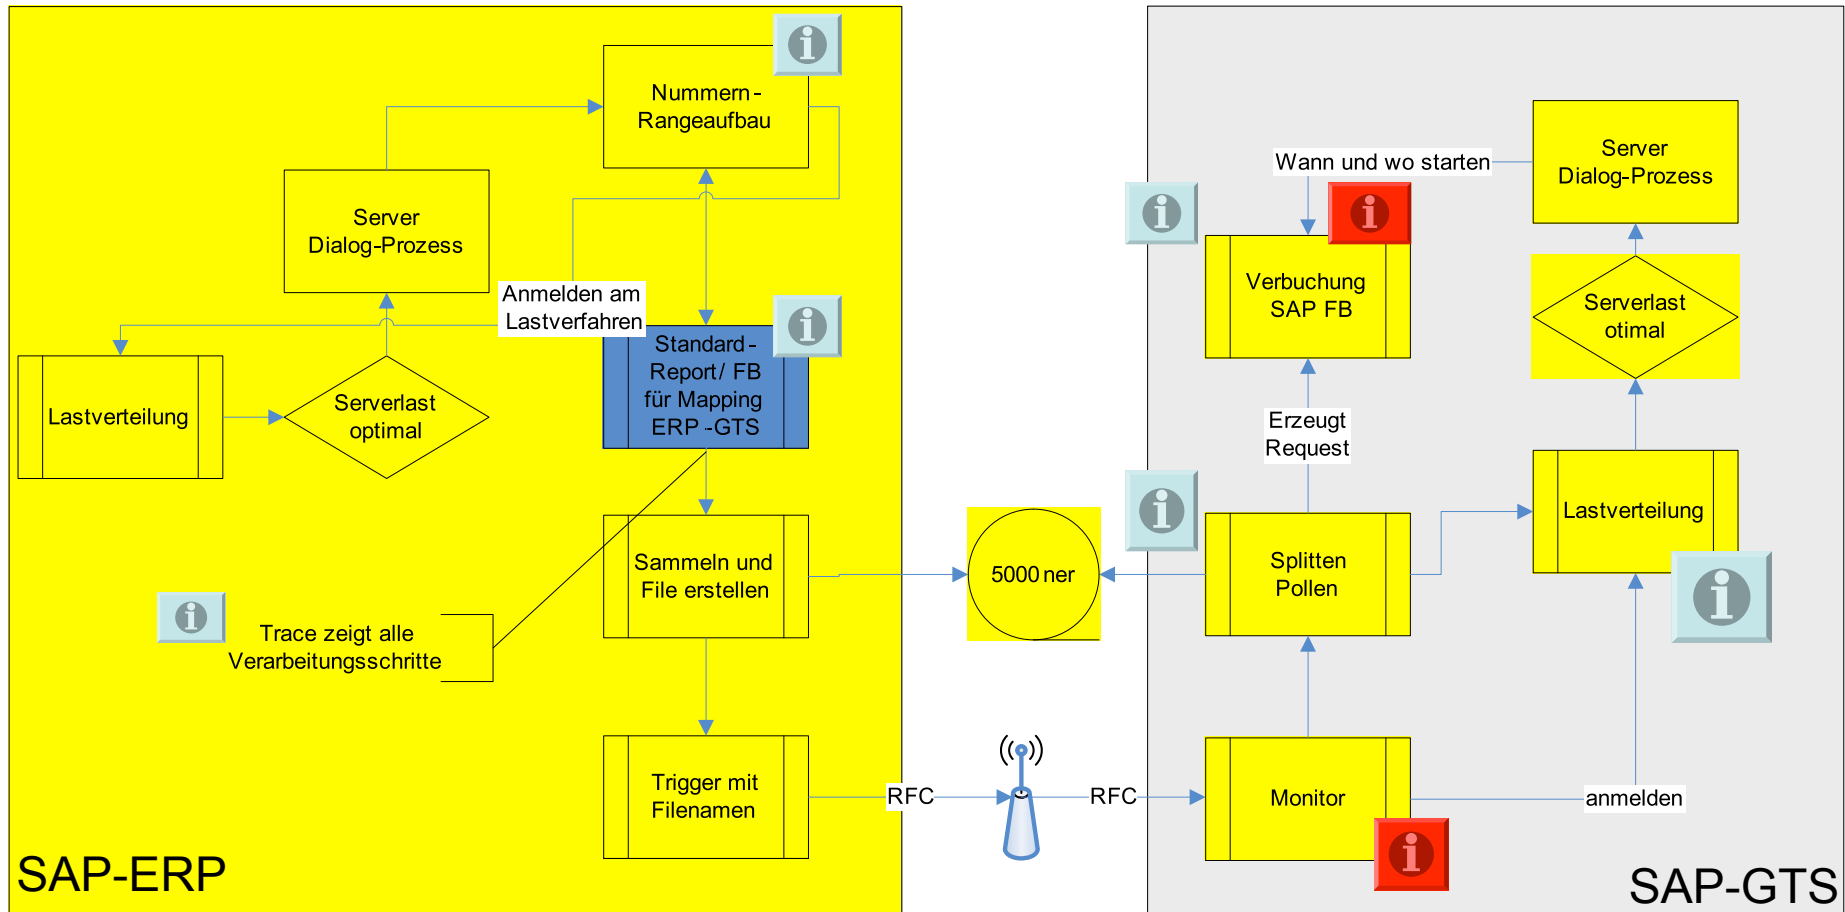 Nummern-
Rangeaufbau
Server
Dialog-Prozess
Anmelden am
Lastverfahren
Lastverteilung
Serverlast
optimal
Standard-
Report/ FB
für Mapping
ERP-GTS
Sammeln und
File erstellen
Trace zeigt alle
Verarbeitungsschritte
Trigger mit
Filenamen
SAP-ERP
5000ner
RFC
RFC
Wann und wo starten
Server
Dialog-Prozess
Verbuchung
SAP FB
Serverlast
otimal
Erzeugt
Request
Lastverteilung
Splitten
Pollen
Monitor
anmelden
SAP-GTS